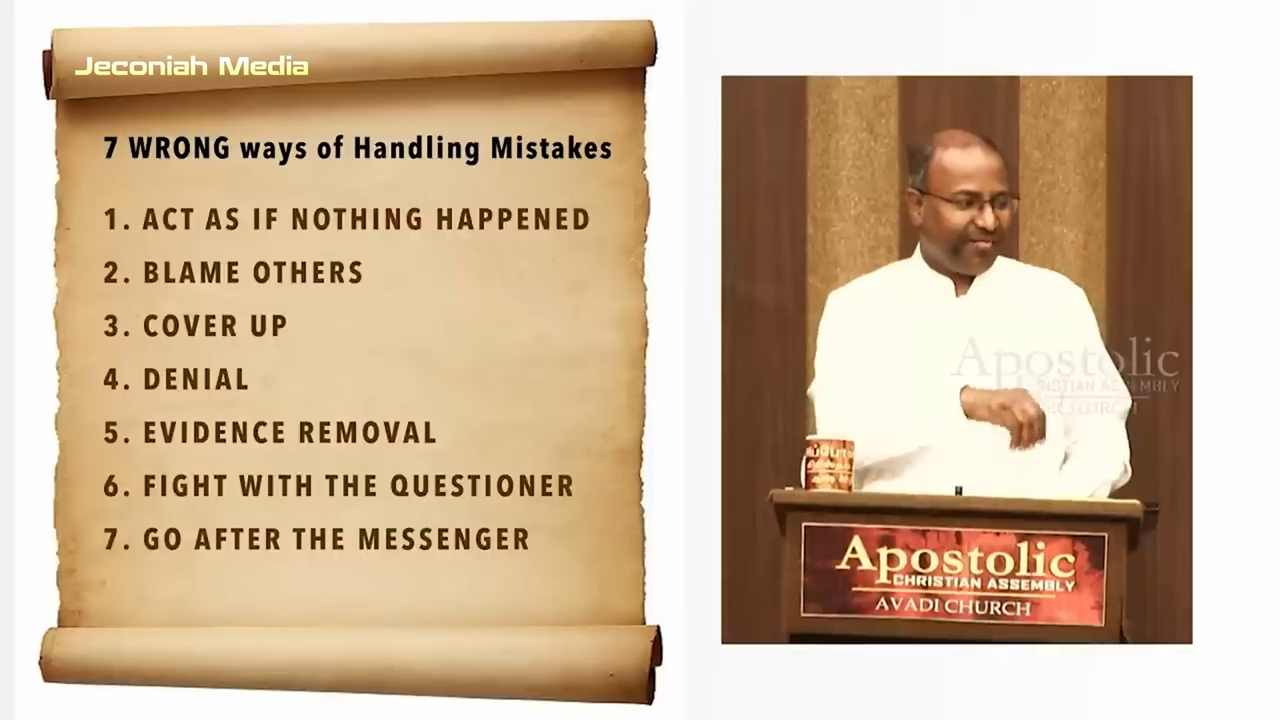 Jeconiah Media
7 WRONG ways of Handling Mistakes
1. ACT AS IF NOTHING HAPPENED
2. BLAME OTHERS
3. COVER UP
4. DENIAL
5. EVIDENCE REMOVAL
6. FIGHT WITH THE QUESTIONER
7. GO AFTER THE MESSENGER
Apostolic
CHRISTIAN ASSEMBLY
AVADI CHURCH
Apostolic